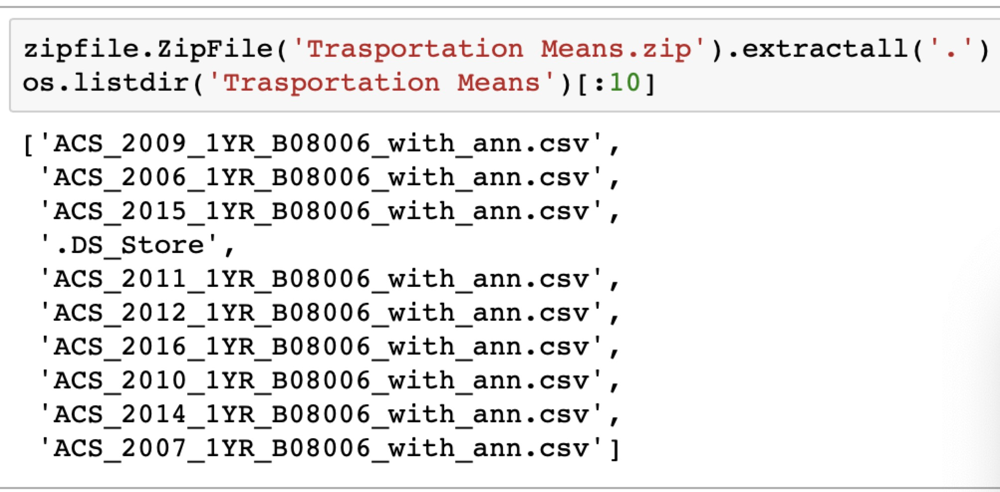 zipfile.ZipFile('Trasportation Means.zip').extractall('.')
os.listdir('Trasportation Means')[:10]
['ACS_2009_1YR_B08006_with_ann.csv',
'ACS_2006_1YR_B08006_with_ann.csv',
'ACS_2015_1YR_B08006_with_ann.csv',
'.DS_Store',
'ACS_2011_1YR_B08006_with_ann.csv',
'ACS_2012_1YR_B08006_with_ann.csv',
'ACS_2016_1YR_B08006_with_ann.csv',
'ACS_2010_1YR_B08006_with_ann.csv',
'ACS_2014_1YR_B08006_with_ann.csv',
'ACS_2007_1YR_B08006_with_ann.csv']